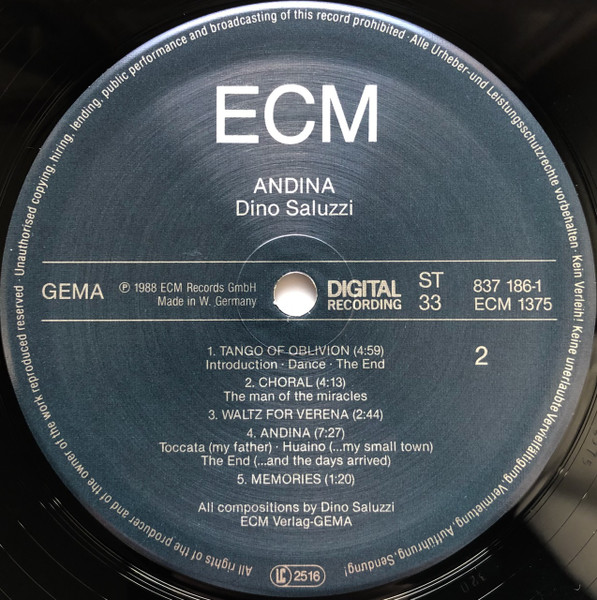 All rights of the producer and of the owner of the work reproduced reserved · Unauthorised copying, hiring, lending, public performance and broadcasting of this record prohibited · Alle Urheber- und Leistungsschutzrechte vorbehalten · Kein Verleih! Keine unerlaubte Vervielfältigung, Vermietung, Aufführung, Sendung!
ECM
ANDINA
Dino Saluzzi
GEMA
℗ 1988 ECM Records GmbH
Made in W. Germany
DIGITAL
RECORDING
ST
33
837 186-1
ECM 1375
2
1. TANGO OF OBLIVION (4:59)
Introduction · Dance · The End
2. CHORAL (4:13)
The man of the miracles
3. WALTZ FOR VERENA (2:44)
4. ANDINA (7:27)
Toccata (my father) · Huaino (...my small town)
The End (...and the days arrived)
5. MEMORIES (1:20)
All compositions by Dino Saluzzi
ECM Verlag-GEMA
LC 2516